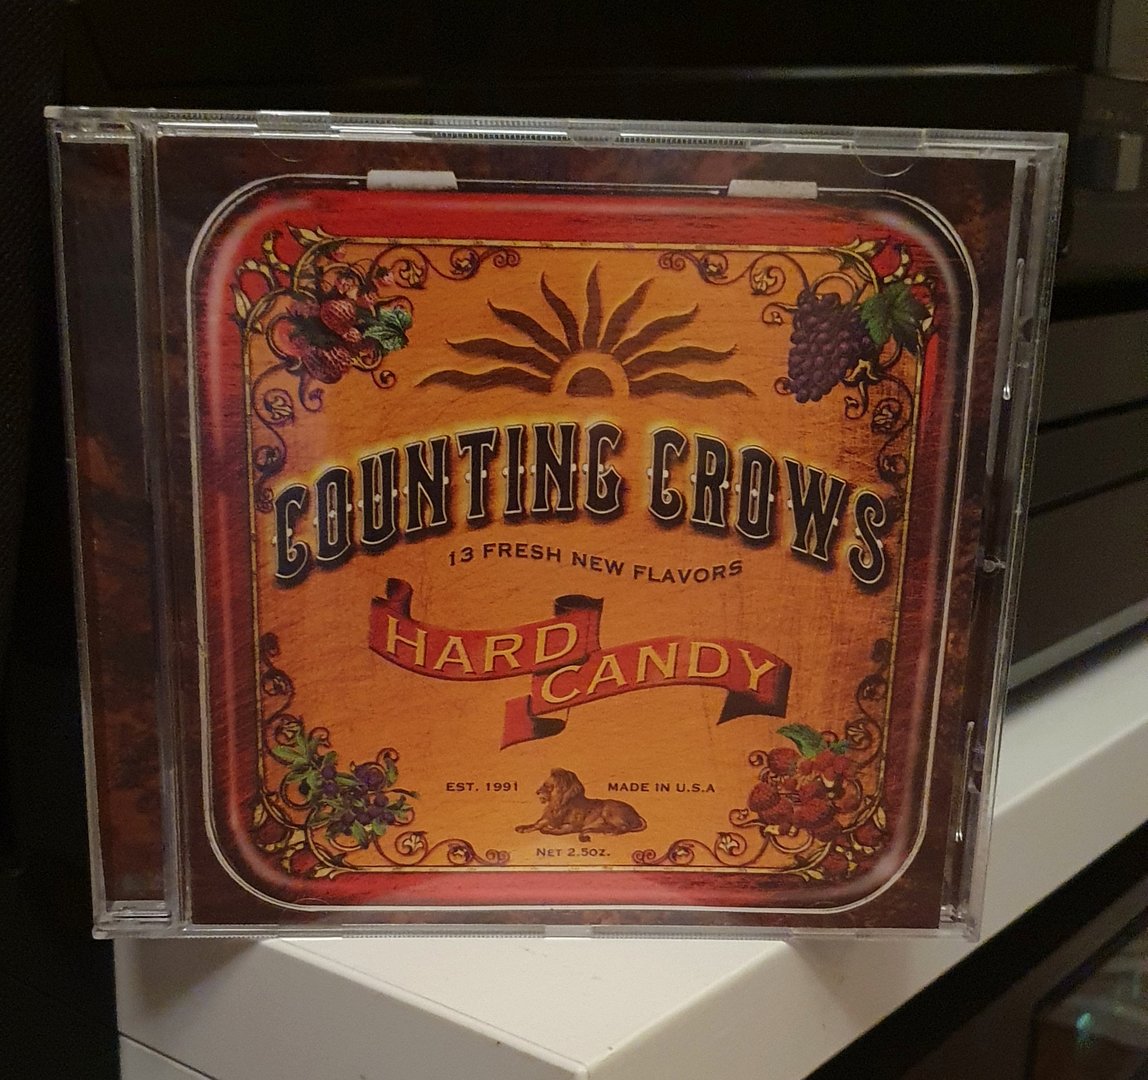 COUNTING CROWS
13 FRESH NEW FLAVORS
HARD
CANDY
EST. 1991 MADE IN U.S.A
NET 2.5OZ.